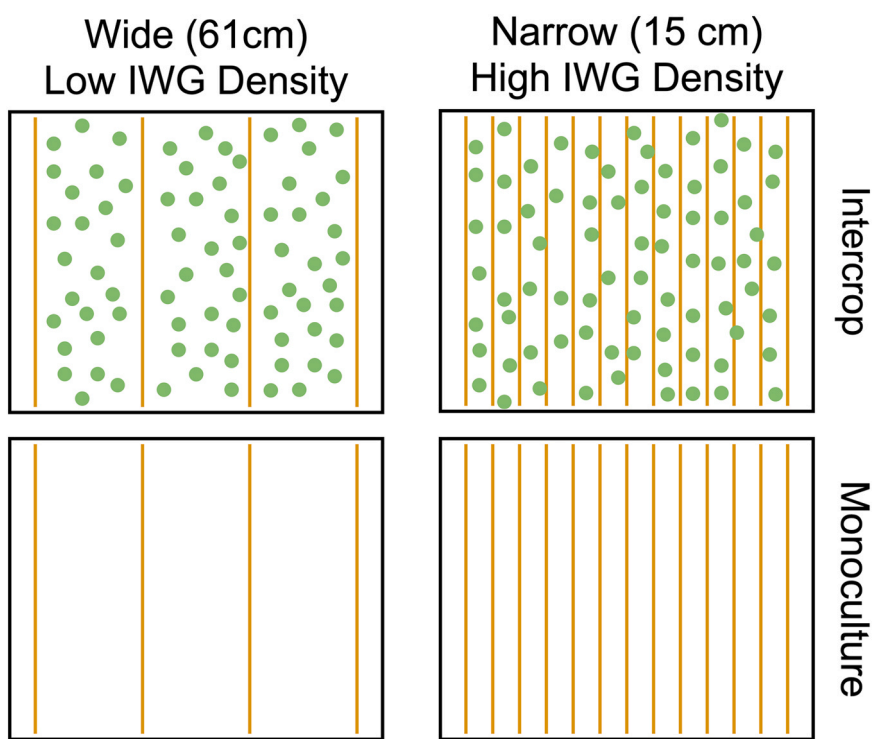 Wide (61cm)
Low IWG Density
Narrow (15 cm)
High IWG Density
Intercrop
Monoculture